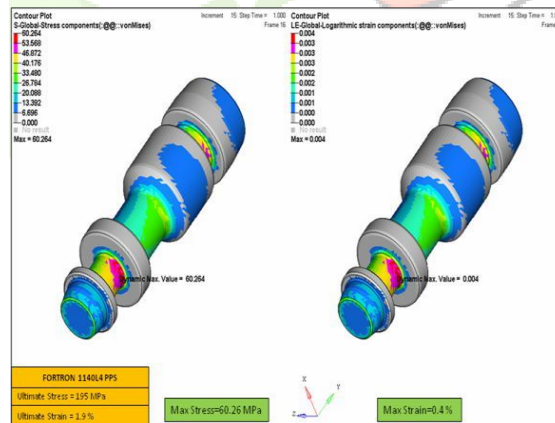 Contour Plot
S-Global-Stress components(:@@::vonMises)
Increment 15: Step Time = 1.000
Frame 16
60.264
53.568
46.872
40.176
33.480
26.784
20.088
13.392
6.696
0.000
No result
Max = 60.264
Dynamic Max. Value = 60.264
Contour Plot
LE-Global-Logarithmic strain components(:@@::vonMises)
Increment 15: Step Time = 1.0
Frame
0.004
0.003
0.003
0.003
0.002
0.002
0.001
0.001
0.000
0.000
No result
Max = 0.004
Dynamic Max. Value = 0.004
FORTRON 1140L4 PPS
Ultimate Stress = 195 MPa
Ultimate Strain = 1.9 %
Max Stress=60.26 MPa
X
Y
Z
Max Strain=0.4 %